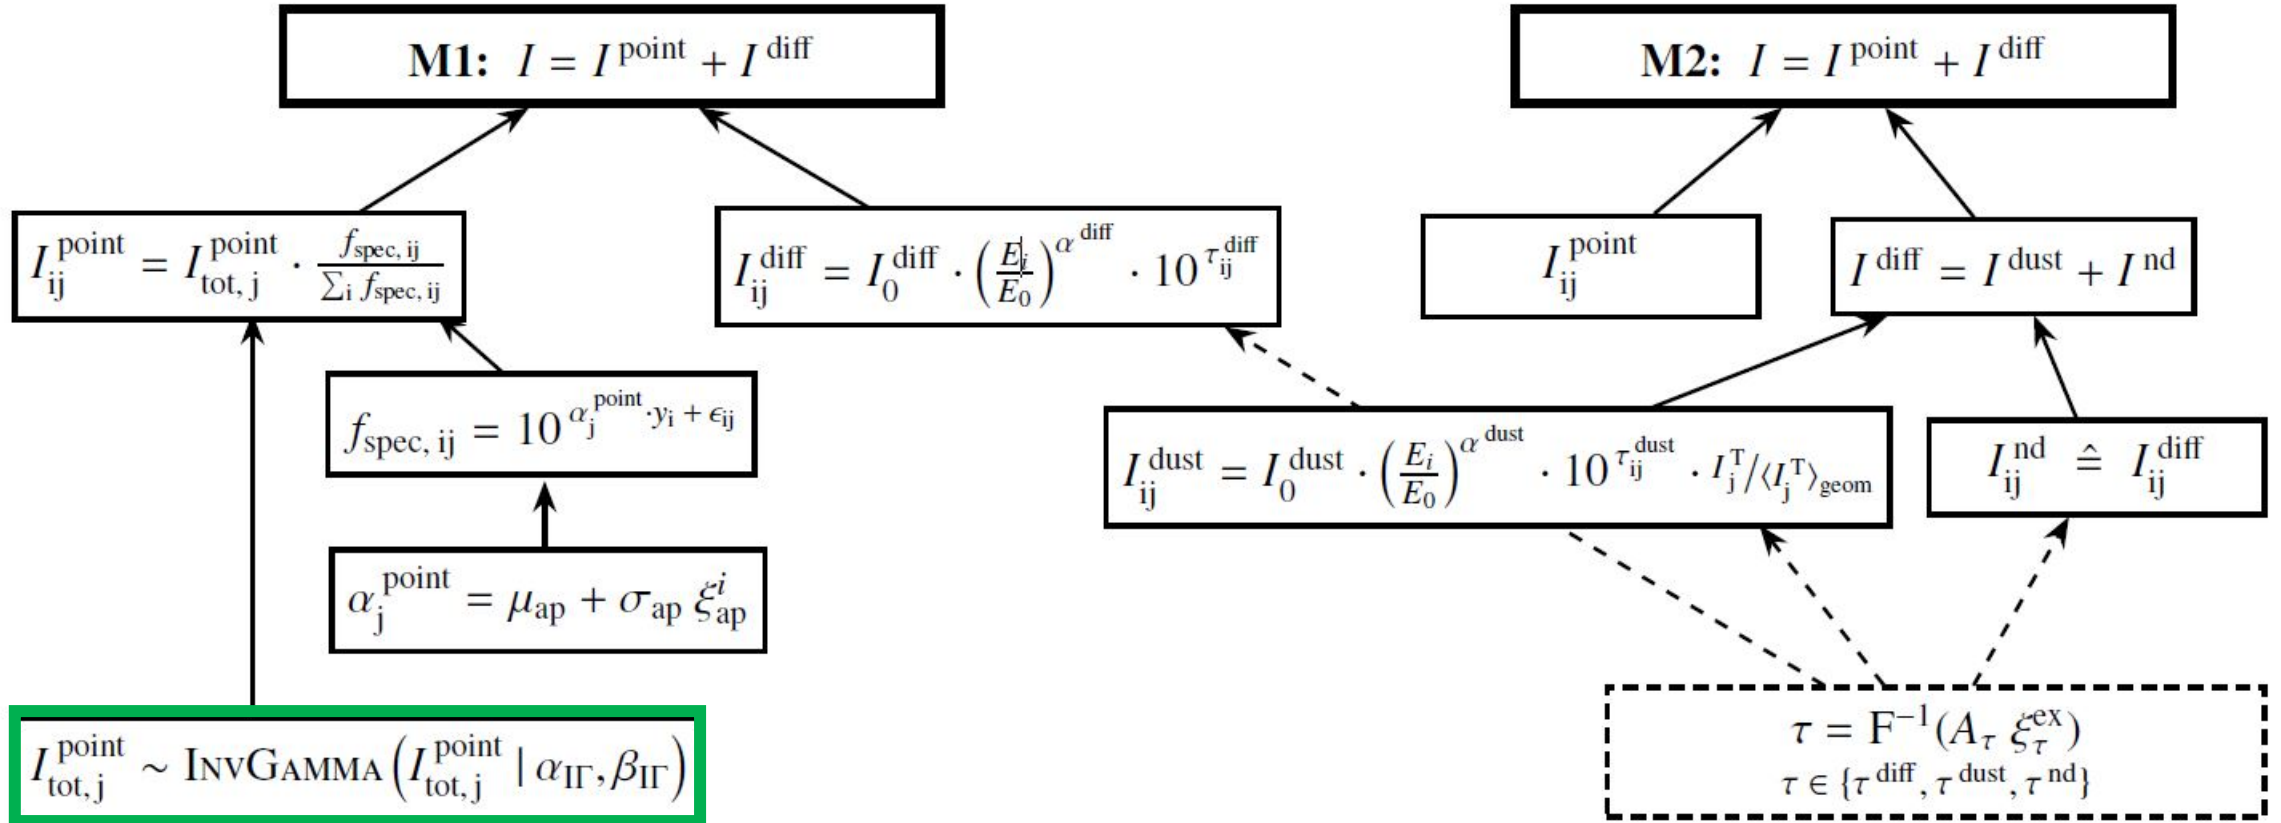 M1: I = I^point + I^diff
M2: I = I^point + I^diff
I_ij^point = I_tot, j^point · f_spec, ij / ∑_i f_spec, ij
I_ij^diff = I_0^diff · (E_i/E_0)^α^diff · 10^τ_ij^diff
I_ij^point
I^diff = I^dust + I^nd
f_spec, ij = 10^α_j^point·y_i + ϵ_ij
I_ij^dust = I_0^dust · (E_i/E_0)^α^dust · 10^τ_ij^dust · I_j^T/⟨I_j^T⟩_geom
I_ij^nd ≙ I_ij^diff
α_j^point = μ_ap + σ_ap ξ_ap^i
I_tot, j^point ~ INVGAMMA(I_tot, j^point | α_IΓ, β_IΓ)
τ = F^−1(A_τ ξ_τ^ex)
τ ∈ {τ^diff, τ^dust, τ^nd}